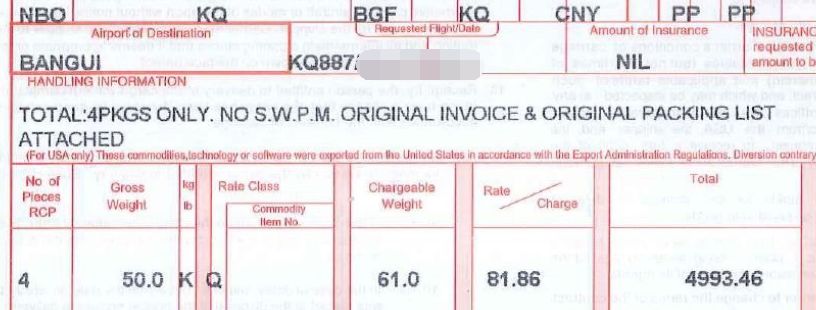 NBO KQ BGF KQ CNY PP PP
Airport of Destination Requested Flight/Date Amount of Insurance INSURANC
BANGUI KQ887/ NIL requested
amount to b
HANDLING INFORMATION
TOTAL:4PKGS ONLY. NO S.W.P.M. ORIGINAL INVOICE & ORIGINAL PACKING LIST
ATTACHED
(For USA only) These commodities,technology or software were exported from the United States in accordance with the Export Administration Regulations. Diversion contrary
No of Pieces RCP
Gross Weight
kg
lb
Rate Class
Commodity Item No.
Chargeable Weight
Rate / Charge
Total
4 50.0 K Q 61.0 81.86 4993.46